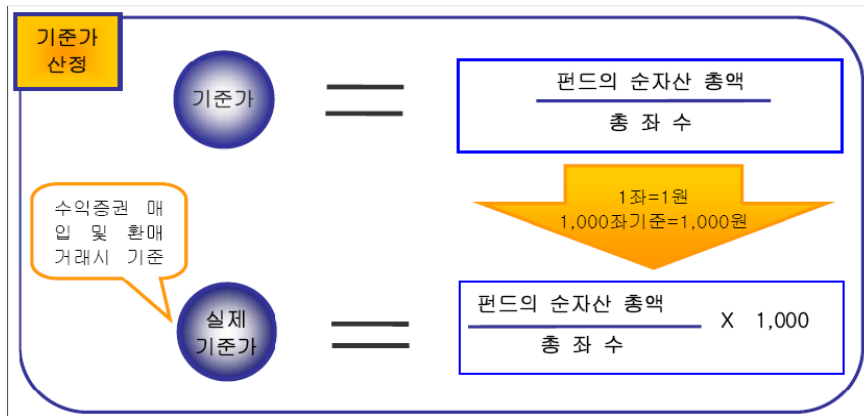 기준가
산정
기준가
펀드의 순자산 총액
총 좌 수
1좌=1원
1,000좌기준=1,000원
수익증권 매
입 및 환매
거래시 기준
실제
기준가
펀드의 순자산 총액
총 좌 수
X 1,000